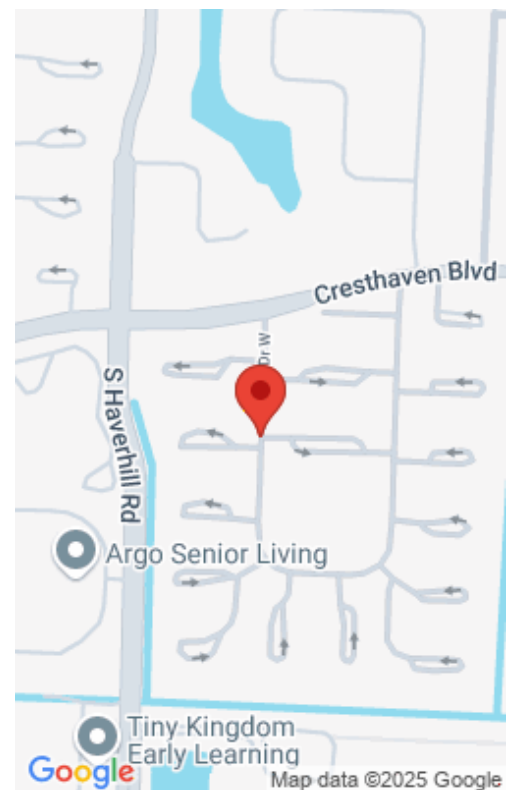 Cresthaven Blvd
Dr W
S Haverhill Rd
Argo Senior Living
Tiny Kingdom
Early Learning
Google
Map data ©2025 Google